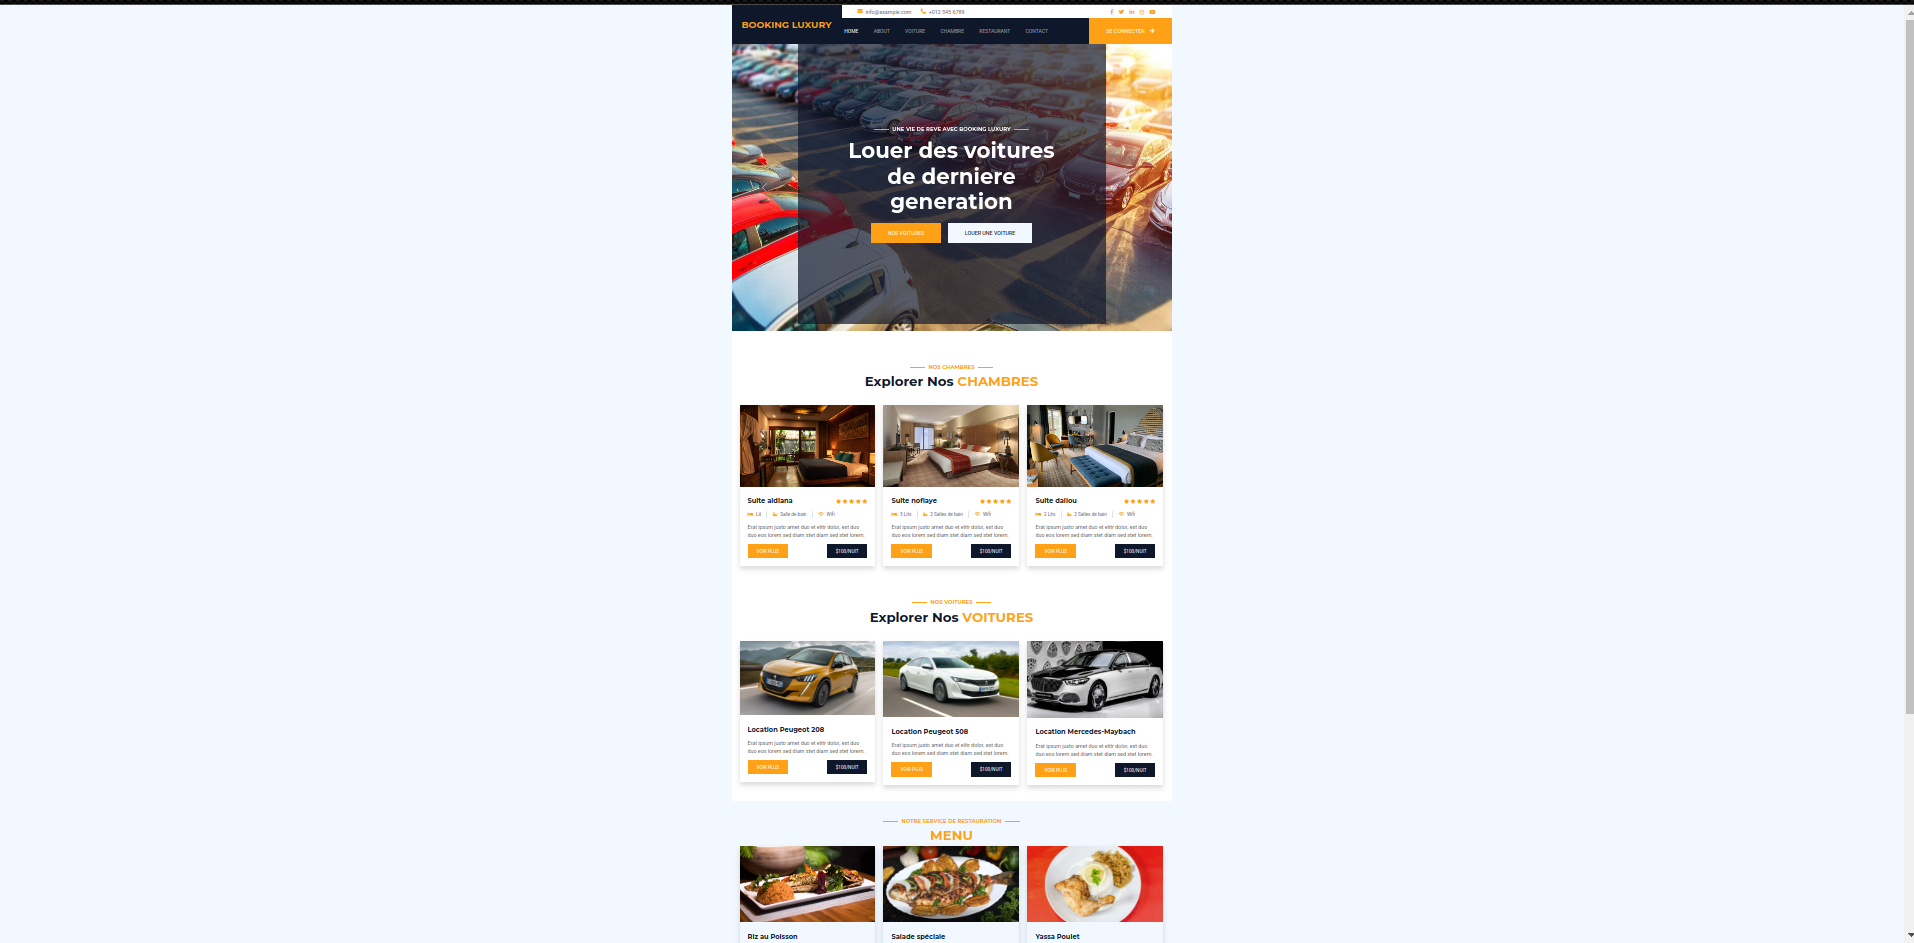 BOOKING LUXURY
info@example.com +012 345 6789
HOME ABOUT VOITURE CHAMBRE RESTAURANT CONTACT
SE CONNECTER
UNE VIE DE REVE AVEC BOOKING LUXURY
Louer des voitures
de derniere
generation
NOS VOITURES LOUER UNE VOITURE
NOS CHAMBRES
Explorer Nos CHAMBRES
Suite aldiana
Lit Salle de bain Wifi
Erat ipsum justo amet duo et elitr dolor, est duo
duo eos lorem sed diam stet diam sed stet lorem.
VOIR PLUS $100/NUIT
Suite noflaye
3 Lits 2 Salles de bain Wifi
Erat ipsum justo amet duo et elitr dolor, est duo
duo eos lorem sed diam stet diam sed stet lorem.
VOIR PLUS $100/NUIT
Suite dallou
2 Lits 2 Salles de bain Wifi
Erat ipsum justo amet duo et elitr dolor, est duo
duo eos lorem sed diam stet diam sed stet lorem.
VOIR PLUS $100/NUIT
NOS VOITURES
Explorer Nos VOITURES
Location Peugeot 208
Erat ipsum justo amet duo et elitr dolor, est duo
duo eos lorem sed diam stet diam sed stet lorem.
VOIR PLUS $100/NUIT
Location Peugeot 508
Erat ipsum justo amet duo et elitr dolor, est duo
duo eos lorem sed diam stet diam sed stet lorem.
VOIR PLUS $100/NUIT
Location Mercedes-Maybach
Erat ipsum justo amet duo et elitr dolor, est duo
duo eos lorem sed diam stet diam sed stet lorem.
VOIR PLUS $100/NUIT
NOTRE SERVICE DE RESTAURATION
MENU
Riz au Poisson
Salade spéciale
Yassa Poulet